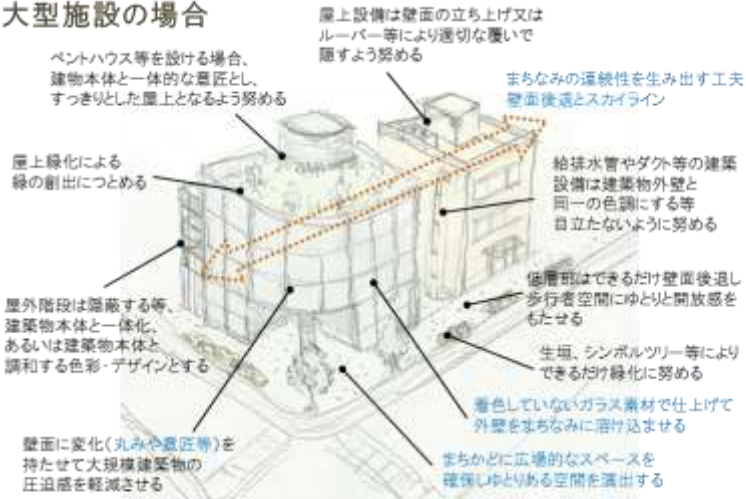 大型施設の場合
屋上設備は壁面の立ち上げ又は
ルーバー等により適切な覆いで
隠すよう努める
ペントハウス等を設ける場合、
建物本体と一体的な意匠とし、
すっきりとした屋上となるよう努める
まちなみの連続性を生み出す工夫
壁面後退とスカイライン
屋上緑化による
緑の創出につとめる
給排水管やダクト等の建築
設備は建築物外壁と
同一の色調にする等
目立たないように努める
屋外階段は隠蔽する等、
建築物本体と一体化、
あるいは建築物本体と
調和する色彩・デザインとする
低層部はできるだけ壁面後退し
歩行者空間にゆとりと開放感を
もたせる
生垣、シンボルツリー等により
できるだけ緑化に努める
着色していないガラス素材で仕上げて
外壁をまちなみに溶け込ませる
壁面に変化(丸みや意匠等)を
持たせて大規模建築物の
圧迫感を軽減させる
まちかどに広場的なスペースを
確保しゆとりある空間を演出する